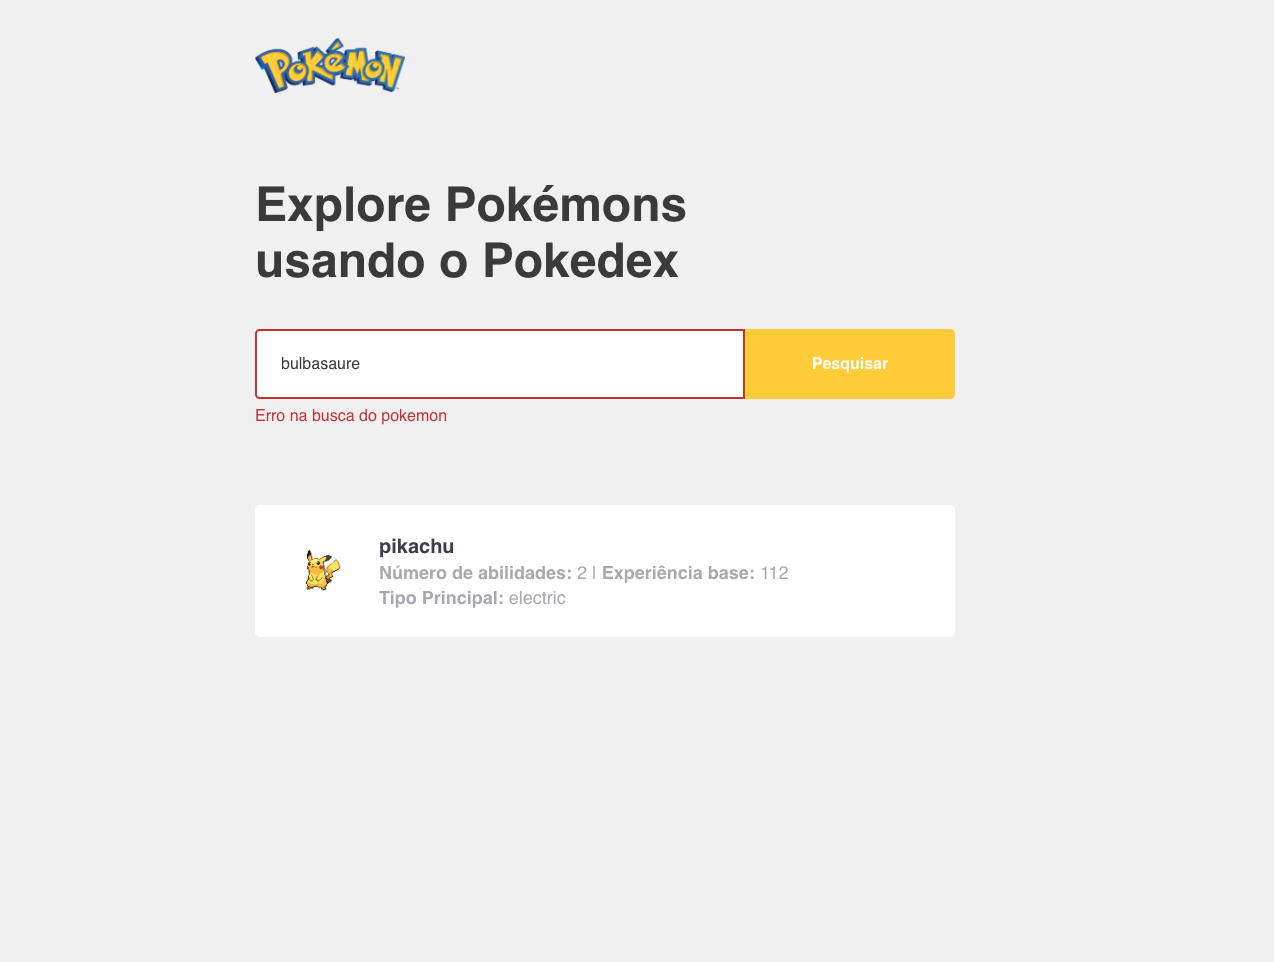 POKéMON
Explore Pokémons
usando o Pokedex
bulbasaure
Pesquisar
Erro na busca do pokemon
pikachu
Número de abilidades: 2 | Experiência base: 112
Tipo Principal: electric